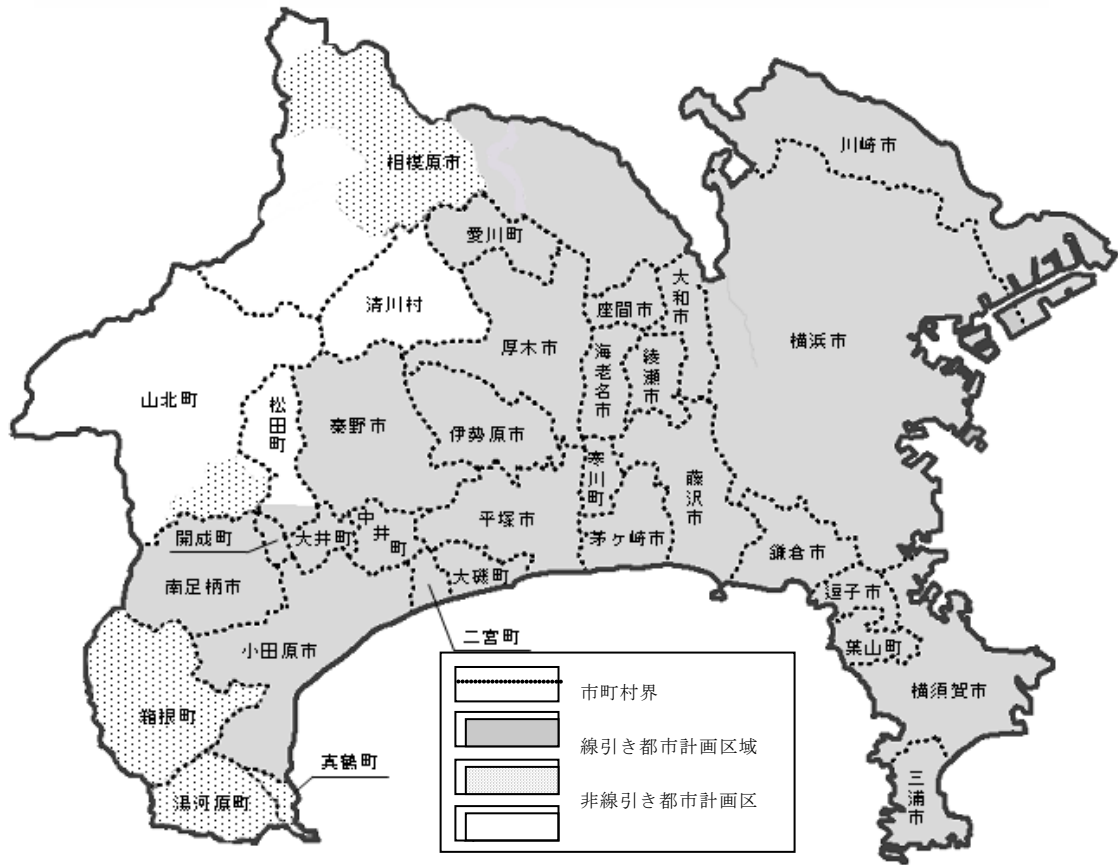 川崎市
相模原市
愛川町
大和市
清川村
座間市
横浜市
厚木市
海老名市
綾瀬市
山北町
松田町
秦野市
伊勢原市
寒川町
藤沢市
平塚市
中井町
開成町
大井町
茅ヶ崎市
鎌倉市
南足柄市
大磯町
逗子市
二宮町
小田原市
葉山町
横須賀市
箱根町
真鶴町
湯河原町
三浦市
市町村界
線引き都市計画区域
非線引き都市計画区